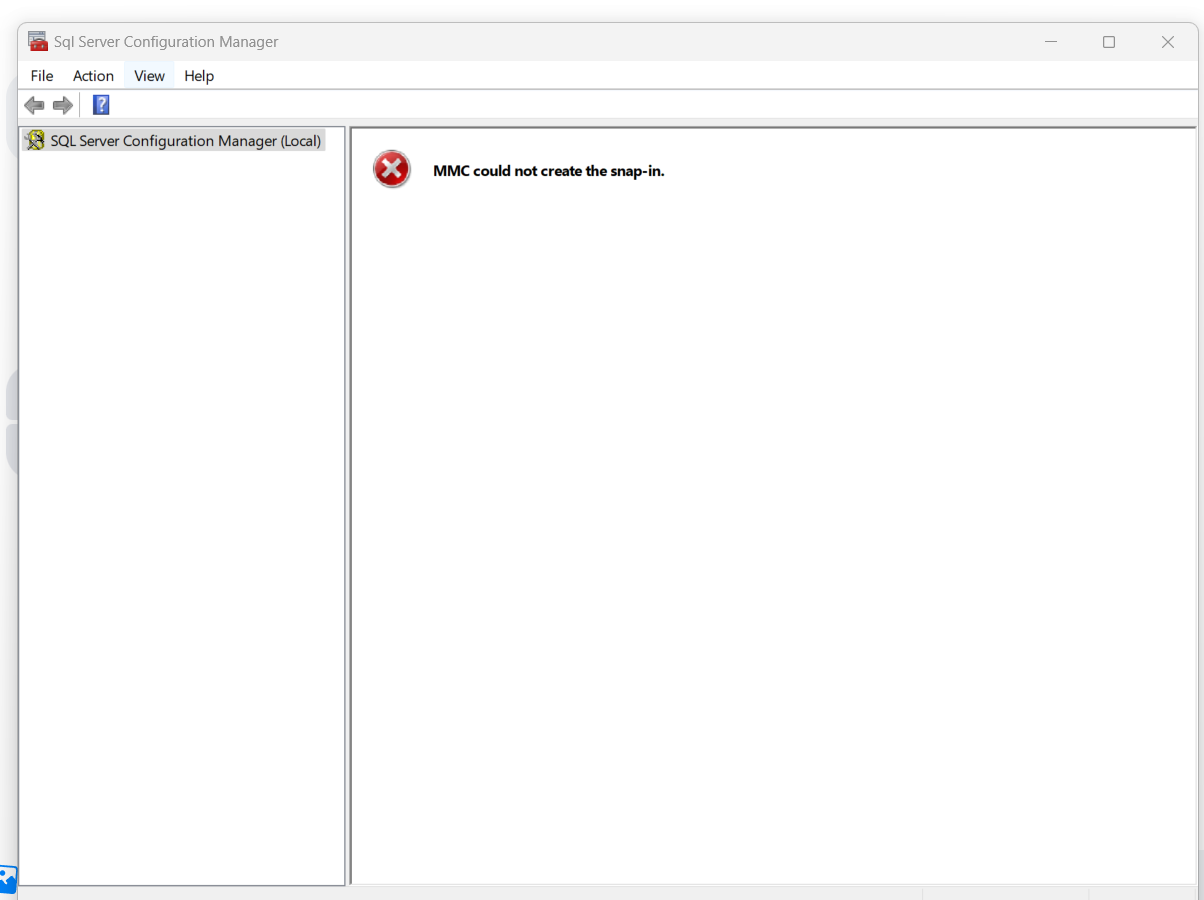 Sql Server Configuration Manager
File Action View Help
?
SQL Server Configuration Manager (Local)
MMC could not create the snap-in.